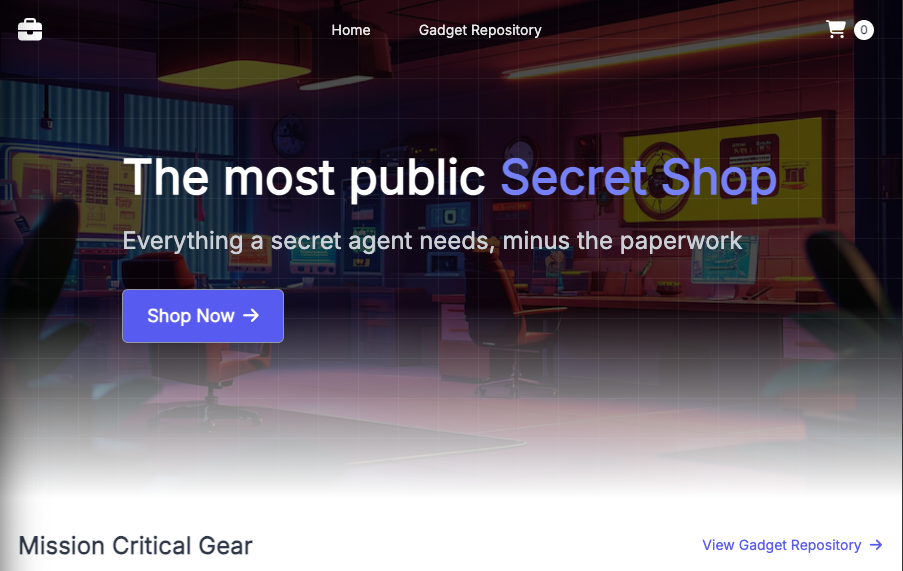 Home
Gadget Repository
0
The most public Secret Shop
Everything a secret agent needs, minus the paperwork
Shop Now
Mission Critical Gear
View Gadget Repository